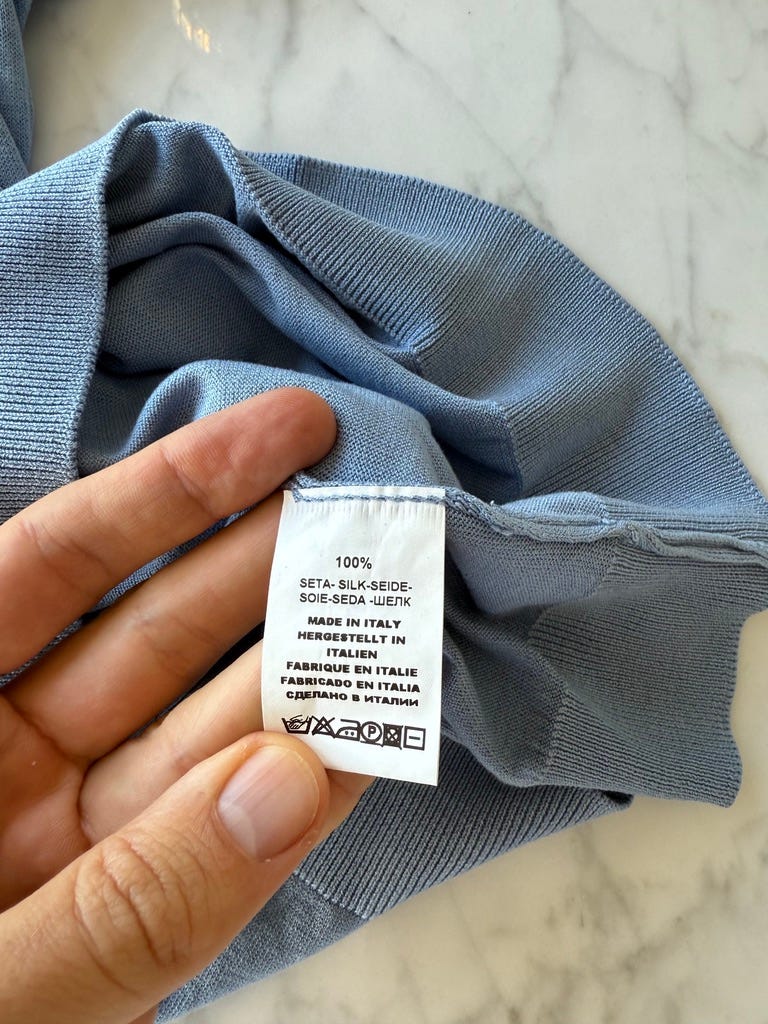 100%
SETA- SILK-SEIDE-
SOIE-SEDA -ШЕЛК
MADE IN ITALY
HERGESTELLT IN
ITALIEN
FABRIQUE EN ITALIE
FABRICADO EN ITALIA
СДЕЛАНО В ИТАЛИИ
P